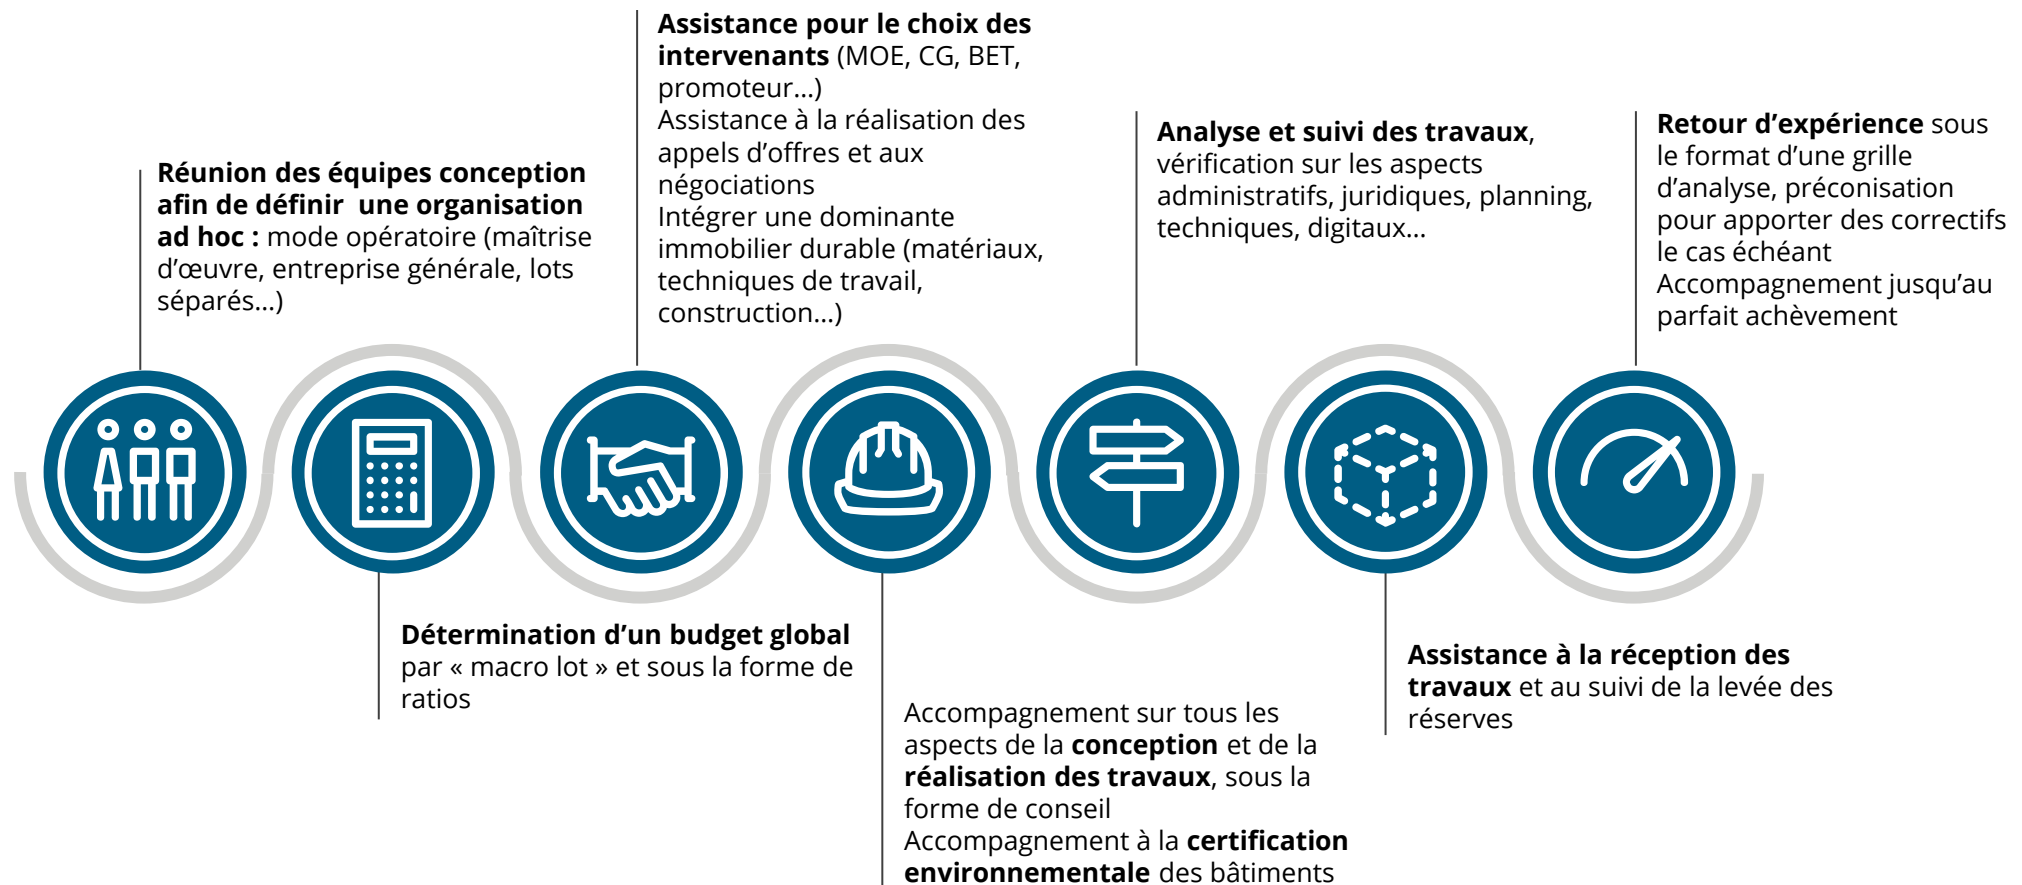 Réunion des équipes conception
afin de définir  une organisation
ad hoc : mode opératoire (maîtrise
d’œuvre, entreprise générale, lots
séparés…)
Détermination d’un budget global
par « macro lot » et sous la forme de
ratios
Assistance pour le choix des
intervenants (MOE, CG, BET,
promoteur…)
Assistance à la réalisation des
appels d’offres et aux
négociations
Intégrer une dominante
immobilier durable (matériaux,
techniques de travail,
construction…)
Accompagnement sur tous les
aspects de la conception et de la
réalisation des travaux, sous la
forme de conseil
Accompagnement à la certification
environnementale des bâtiments
Analyse et suivi des travaux,
vérification sur les aspects
administratifs, juridiques, planning,
techniques, digitaux…
Assistance à la réception des
travaux et au suivi de la levée des
réserves
Retour d’expérience sous
le format d’une grille
d’analyse, préconisation
pour apporter des correctifs
le cas échéant
Accompagnement jusqu’au
parfait achèvement